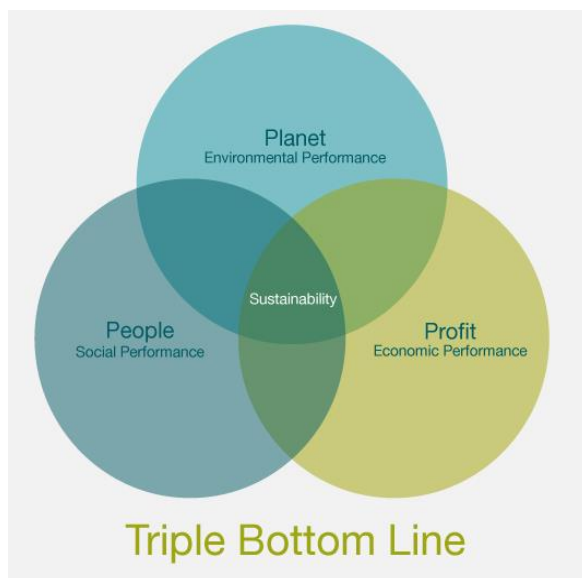 Planet
Environmental Performance
Sustainability
People
Social Performance
Profit
Economic Performance
Triple Bottom Line